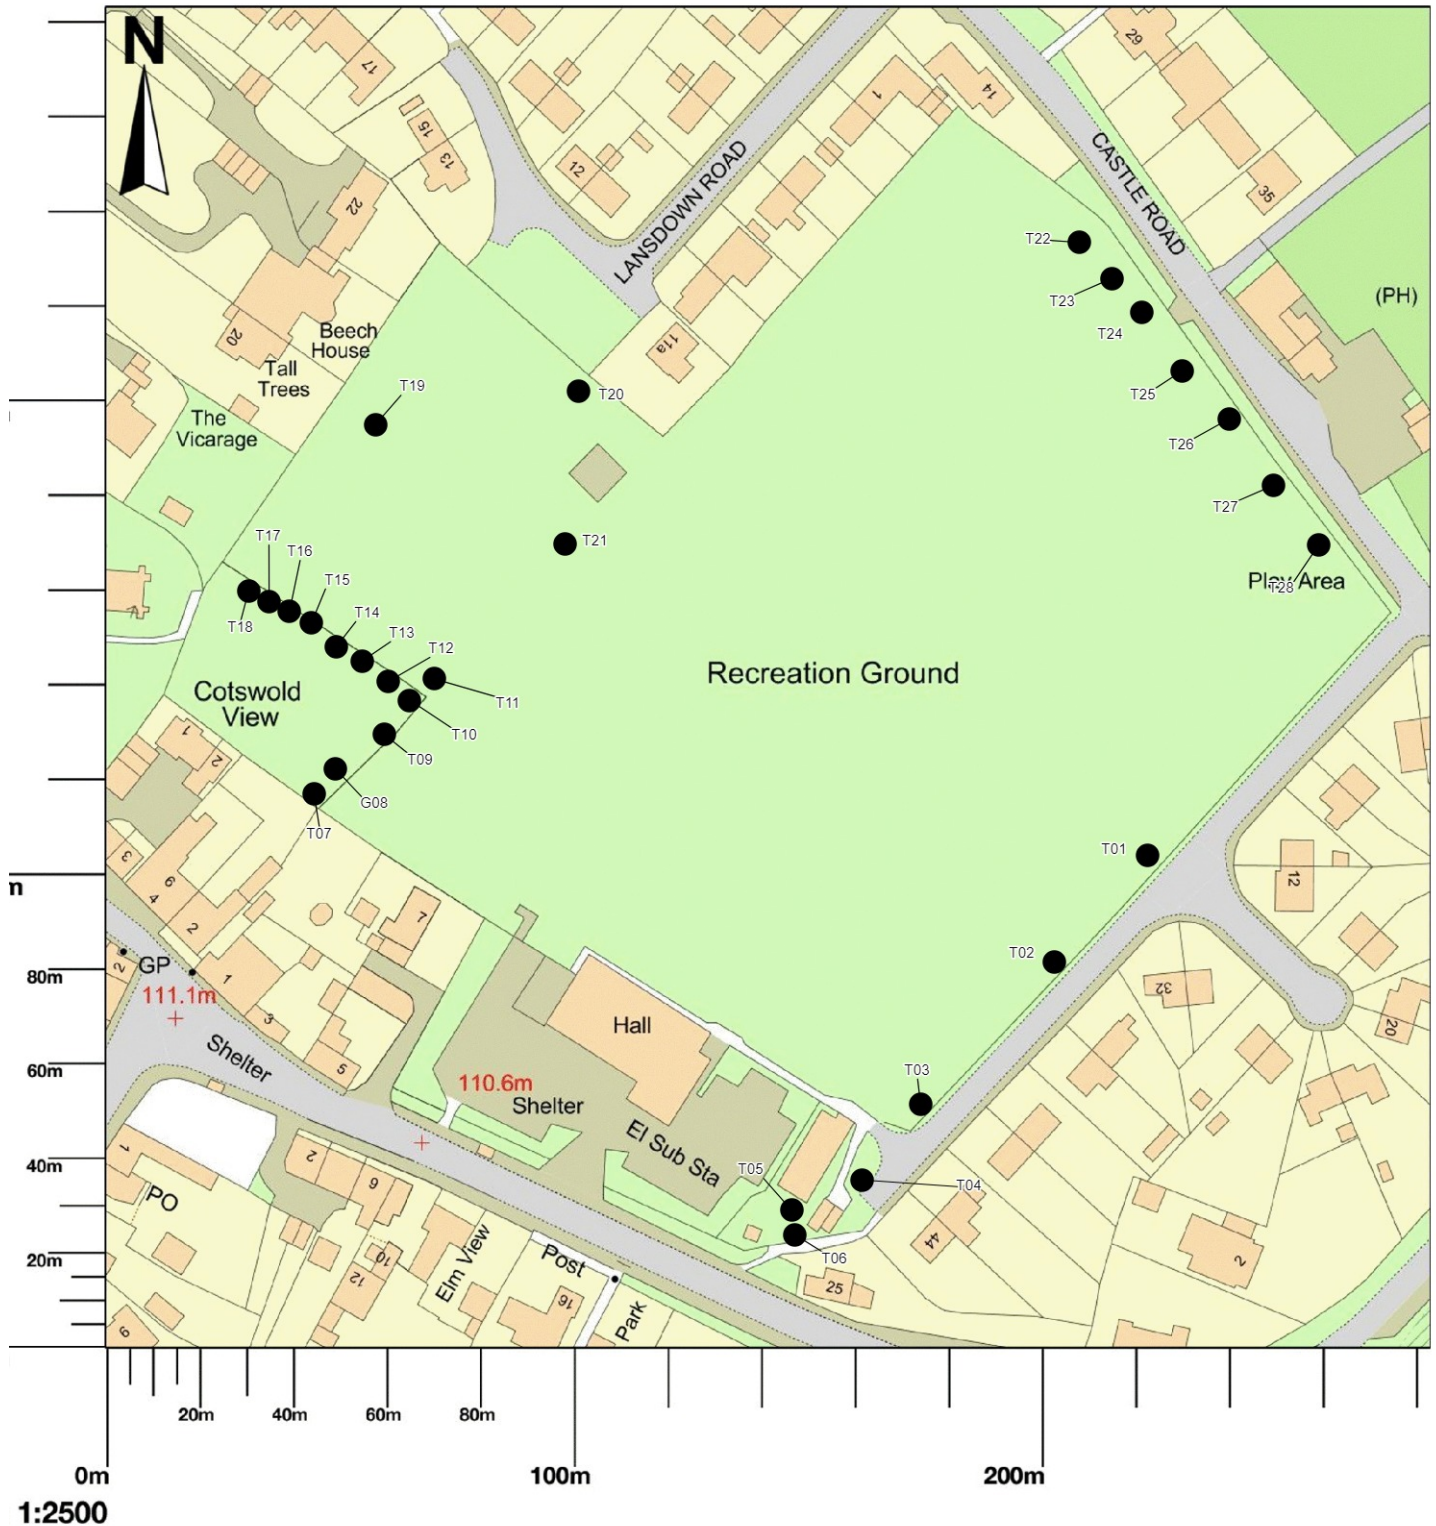 N
17
29
14
1
15
13
12
LANSDOWN ROAD
CASTLE ROAD
35
22
T22
T23
T24
(PH)
20
Beech
House
Tall
Trees
11a
The
Vicarage
T19
T20
T25
T26
T27
T17
T16
T21
T15
T18
T14
T13
T12
Play Area
T28
Recreation Ground
Cotswold
View
T11
T10
T09
1
2
G08
T07
T01
3
6
4
2
7
12
m
T02
GP
2
80m
111.1m
1
3
32
20
Hall
Shelter
5
60m
110.6m
Shelter
T03
El Sub Sta
40m
1
2
6
PO
T05
T04
44
2
20m
Elm View
10
12
Post
T06
25
16
Park
9
20m
40m
60m
80m
0m
100m
200m
1:2500